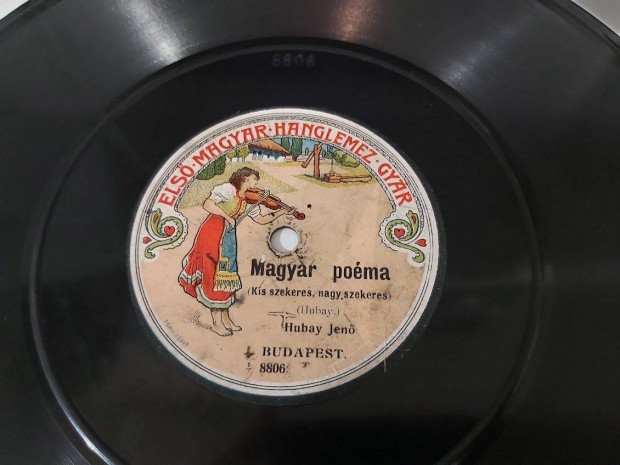 8806
ELSŐ·MAGYAR·HANGLEMEZ·GYÁR
Magyar poéma
(Kis szekeres, nagy szekeres)
(Hubay.)
Hubay Jenő
BUDAPEST.
8806